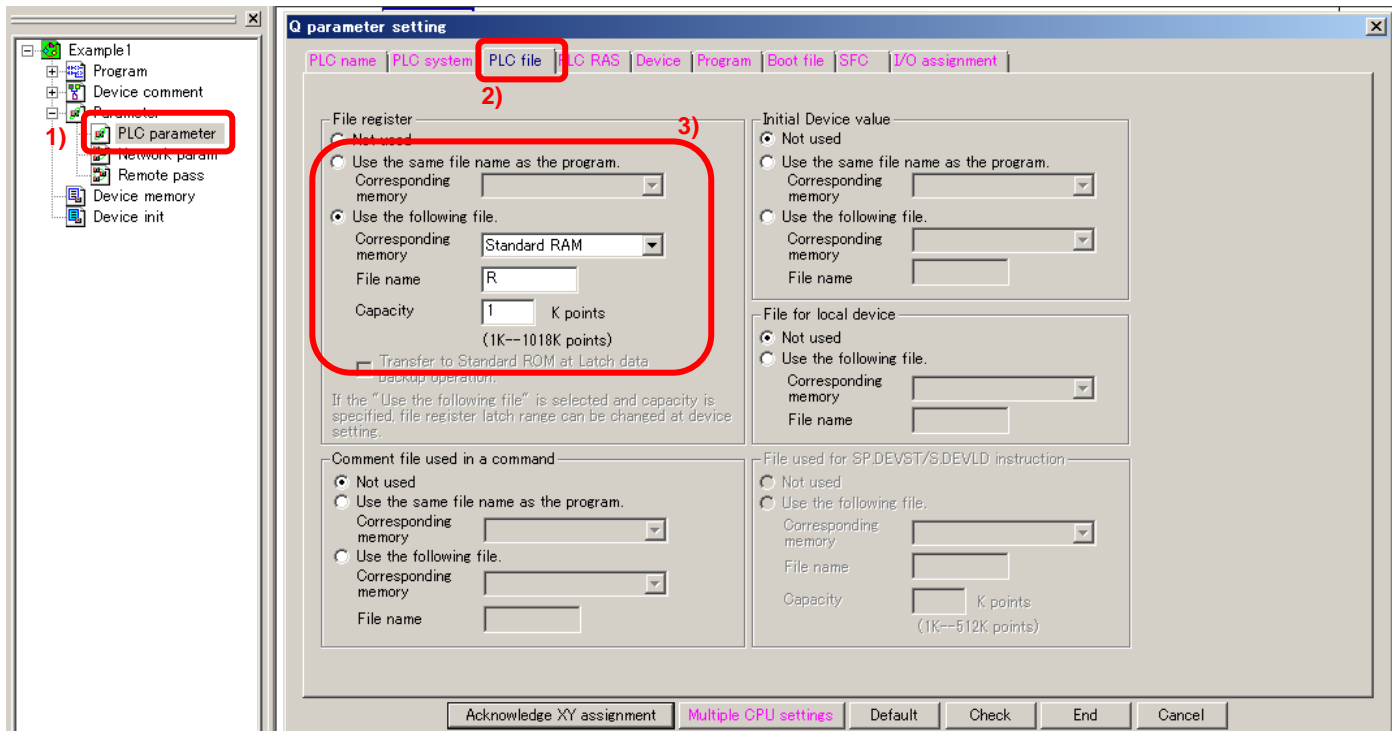 Example1
Program
Device comment
Parameter
1)
PLC parameter
Network param
Remote pass
Device memory
Device init
Q parameter setting
PLC name
PLC system
PLC file
PLC RAS
Device
Program
Boot file
SFC
I/O assignment
2)
3)
File register
Not used
Use the same file name as the program.
Corresponding
memory
Use the following file.
Corresponding
memory
Standard RAM
File name
R
Capacity
1
K points
(1K--1018K points)
Transfer to Standard ROM at Latch data
backup operation.
If the "Use the following file" is selected and capacity is
specified, file register latch range can be changed at device
setting.
Initial Device value
Not used
Use the same file name as the program.
Corresponding
memory
Use the following file.
Corresponding
memory
File name
File for local device
Not used
Use the following file.
Corresponding
memory
File name
Comment file used in a command
Not used
Use the same file name as the program.
Corresponding
memory
Use the following file.
Corresponding
memory
File name
File used for SP.DEVST/S.DEVLD instruction
Not used
Use the following file.
Corresponding
memory
File name
Capacity
K points
(1K--512K points)
Acknowledge XY assignment
Multiple CPU settings
Default
Check
End
Cancel